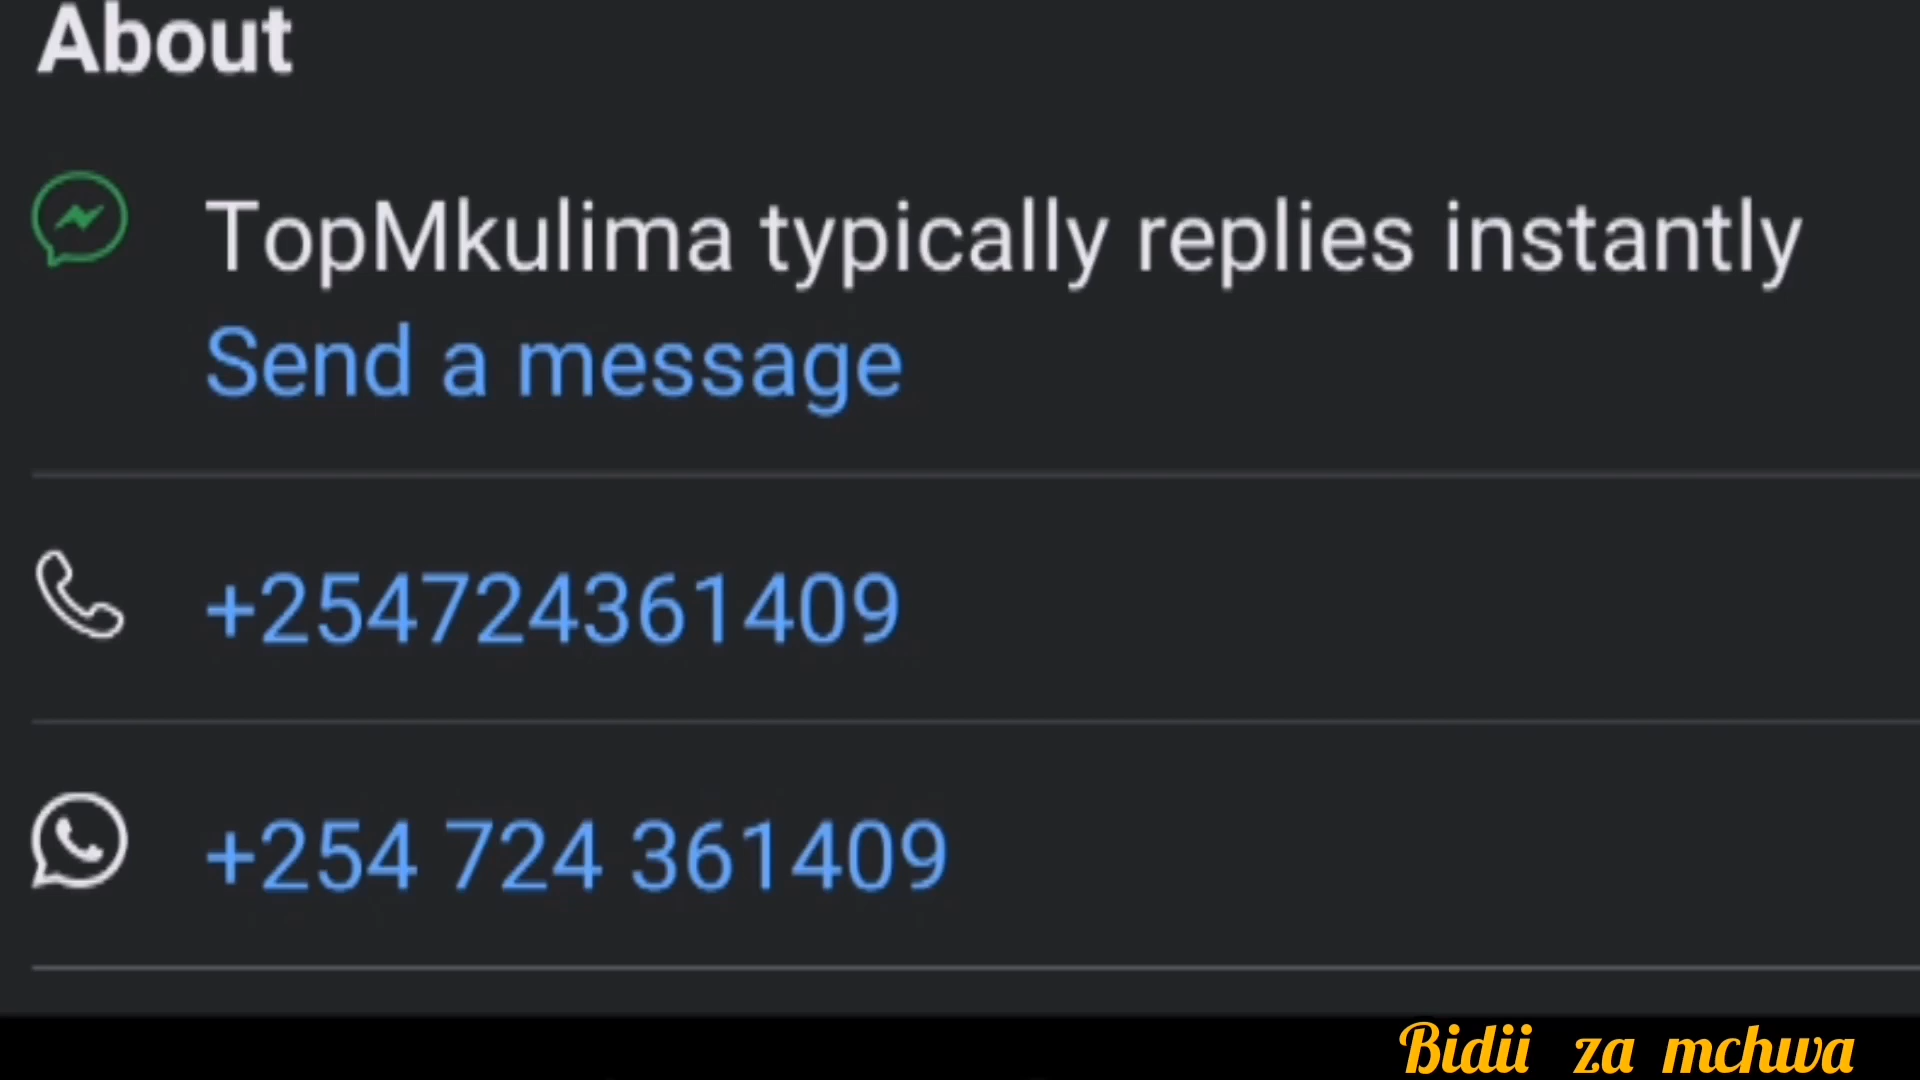 About
TopMkulima typically replies instantly
Send a message
+254724361409
+254 724 361409
Bidii za mchwa